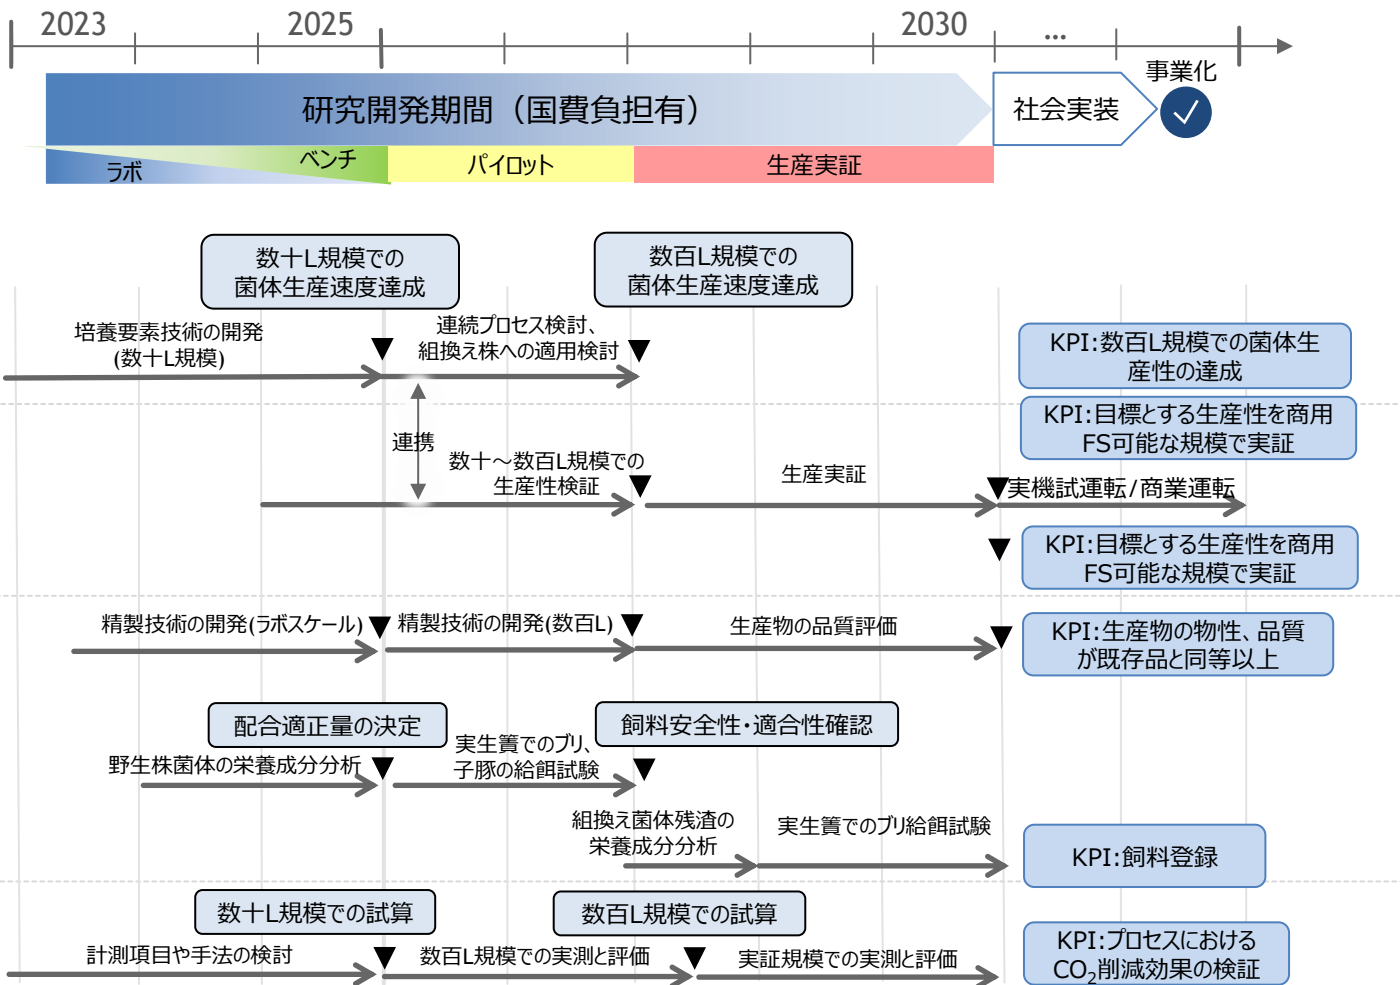 2023
2025
2030
…
事業化
研究開発期間（国費負担有）
社会実装
ラボ
ベンチ
パイロット
生産実証
数十L規模での
菌体生産速度達成
数百L規模での
菌体生産速度達成
培養要素技術の開発
(数十L規模)
連続プロセス検討、
組換え株への適用検討
KPI:数百L規模での菌体生
産性の達成
連携
KPI:目標とする生産性を商用
FS可能な規模で実証
数十～数百L規模での
生産性検証
生産実証
実機試運転/商業運転
KPI:目標とする生産性を商用
FS可能な規模で実証
精製技術の開発(ラボスケール)
精製技術の開発(数百L)
生産物の品質評価
KPI:生産物の物性、品質
が既存品と同等以上
配合適正量の決定
飼料安全性・適合性確認
野生株菌体の栄養成分分析
実生簀でのブリ、
子豚の給餌試験
組換え菌体残渣の
栄養成分分析
実生簀でのブリ給餌試験
KPI:飼料登録
数十L規模での試算
数百L規模での試算
計測項目や手法の検討
数百L規模での実測と評価
実証規模での実測と評価
KPI:プロセスにおける
CO₂削減効果の検証